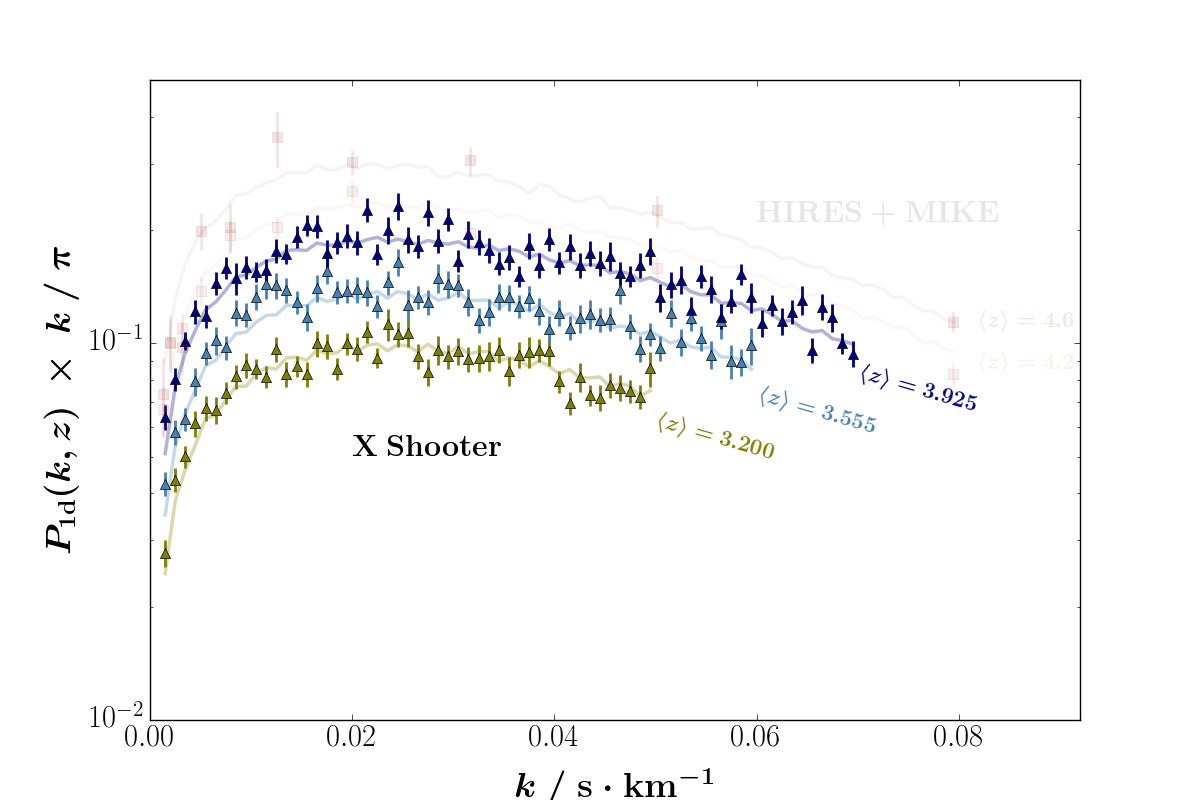 P1d(k, z) × k / π
10^−1
10^−2
HIRES + MIKE
⟨z⟩ = 4.6
⟨z⟩ = 4.2
⟨z⟩ = 3.925
⟨z⟩ = 3.555
⟨z⟩ = 3.200
X Shooter
0.00 0.02 0.04 0.06 0.08
k / s · km^−1